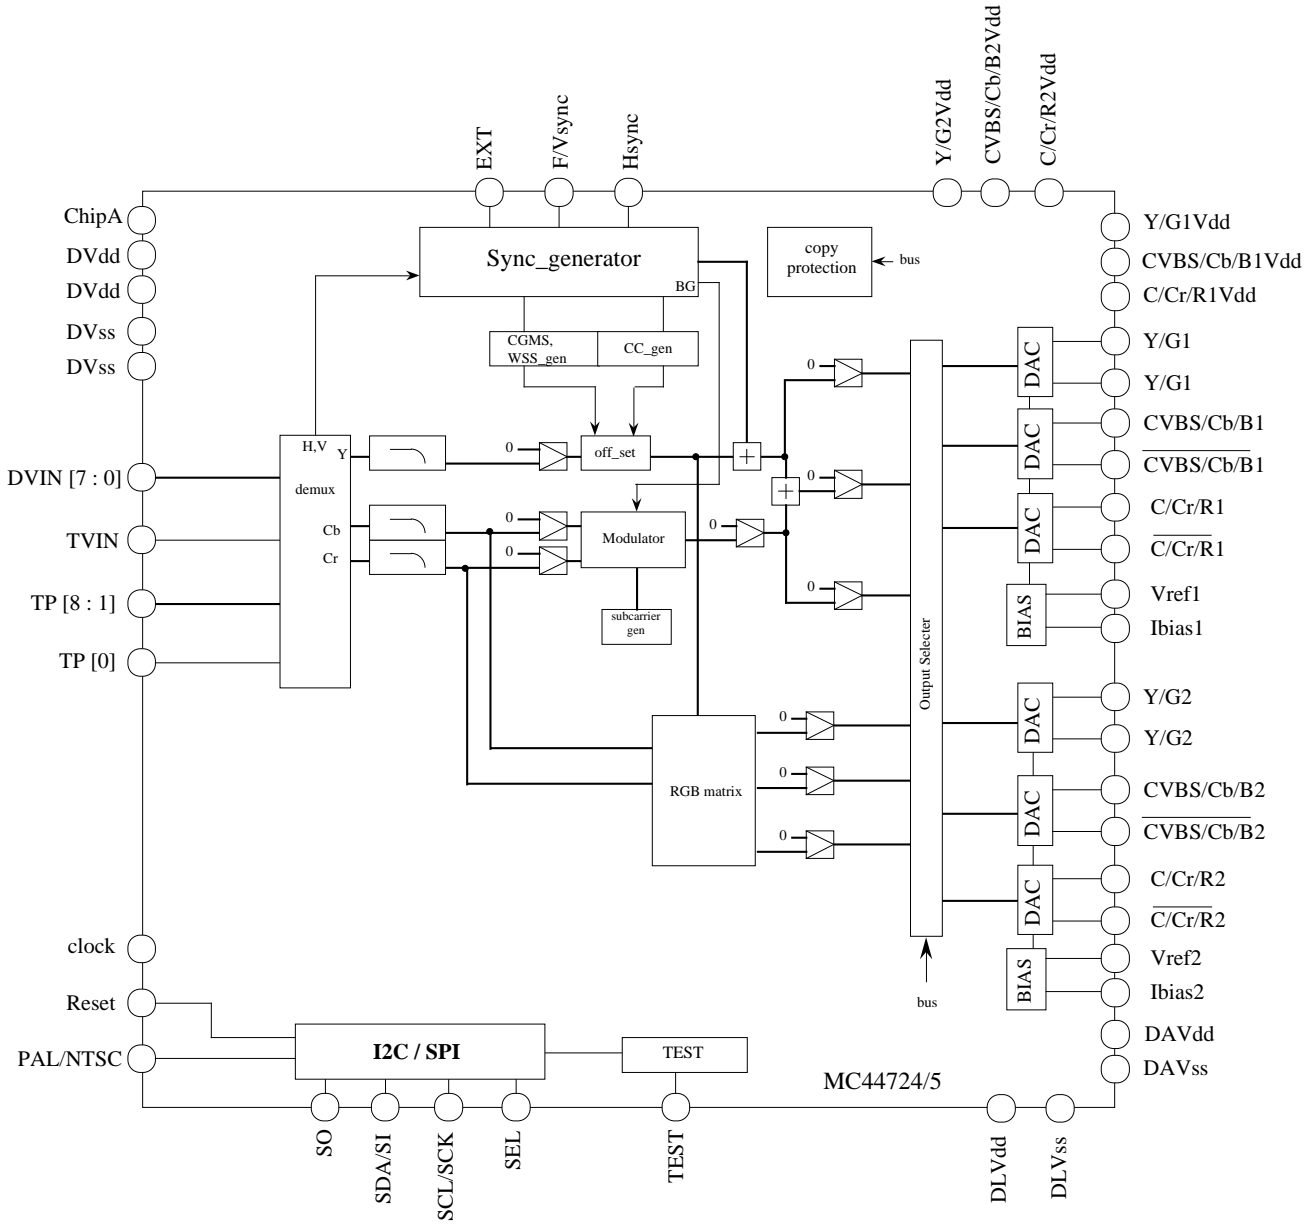 EXT
F/Vsync
Hsync
Y/G2Vdd
CVBS/Cb/B2Vdd
C/Cr/R2Vdd
ChipA
DVdd
DVdd
DVss
DVss
DVIN [7 : 0]
TVIN
TP [8 : 1]
TP [0]
clock
Reset
PAL/NTSC
Sync_generator
BG
copy
protection
bus
CGMS,
WSS_gen
CC_gen
H,V
Y
demux
Cb
Cr
0
off_set
+
0
0
Modulator
0
subcarrier
gen
+
0
0
0
RGB matrix
0
0
0
Output Selecter
bus
DAC
DAC
DAC
BIAS
DAC
DAC
DAC
BIAS
Y/G1Vdd
CVBS/Cb/B1Vdd
C/Cr/R1Vdd
Y/G1
Y/G1
CVBS/Cb/B1
CVBS/Cb/B1
C/Cr/R1
C/Cr/R1
Vref1
Ibias1
Y/G2
Y/G2
CVBS/Cb/B2
CVBS/Cb/B2
C/Cr/R2
C/Cr/R2
Vref2
Ibias2
DAVdd
DAVss
I2C / SPI
TEST
MC44724/5
SO
SDA/SI
SCL/SCK
SEL
TEST
DLVdd
DLVss